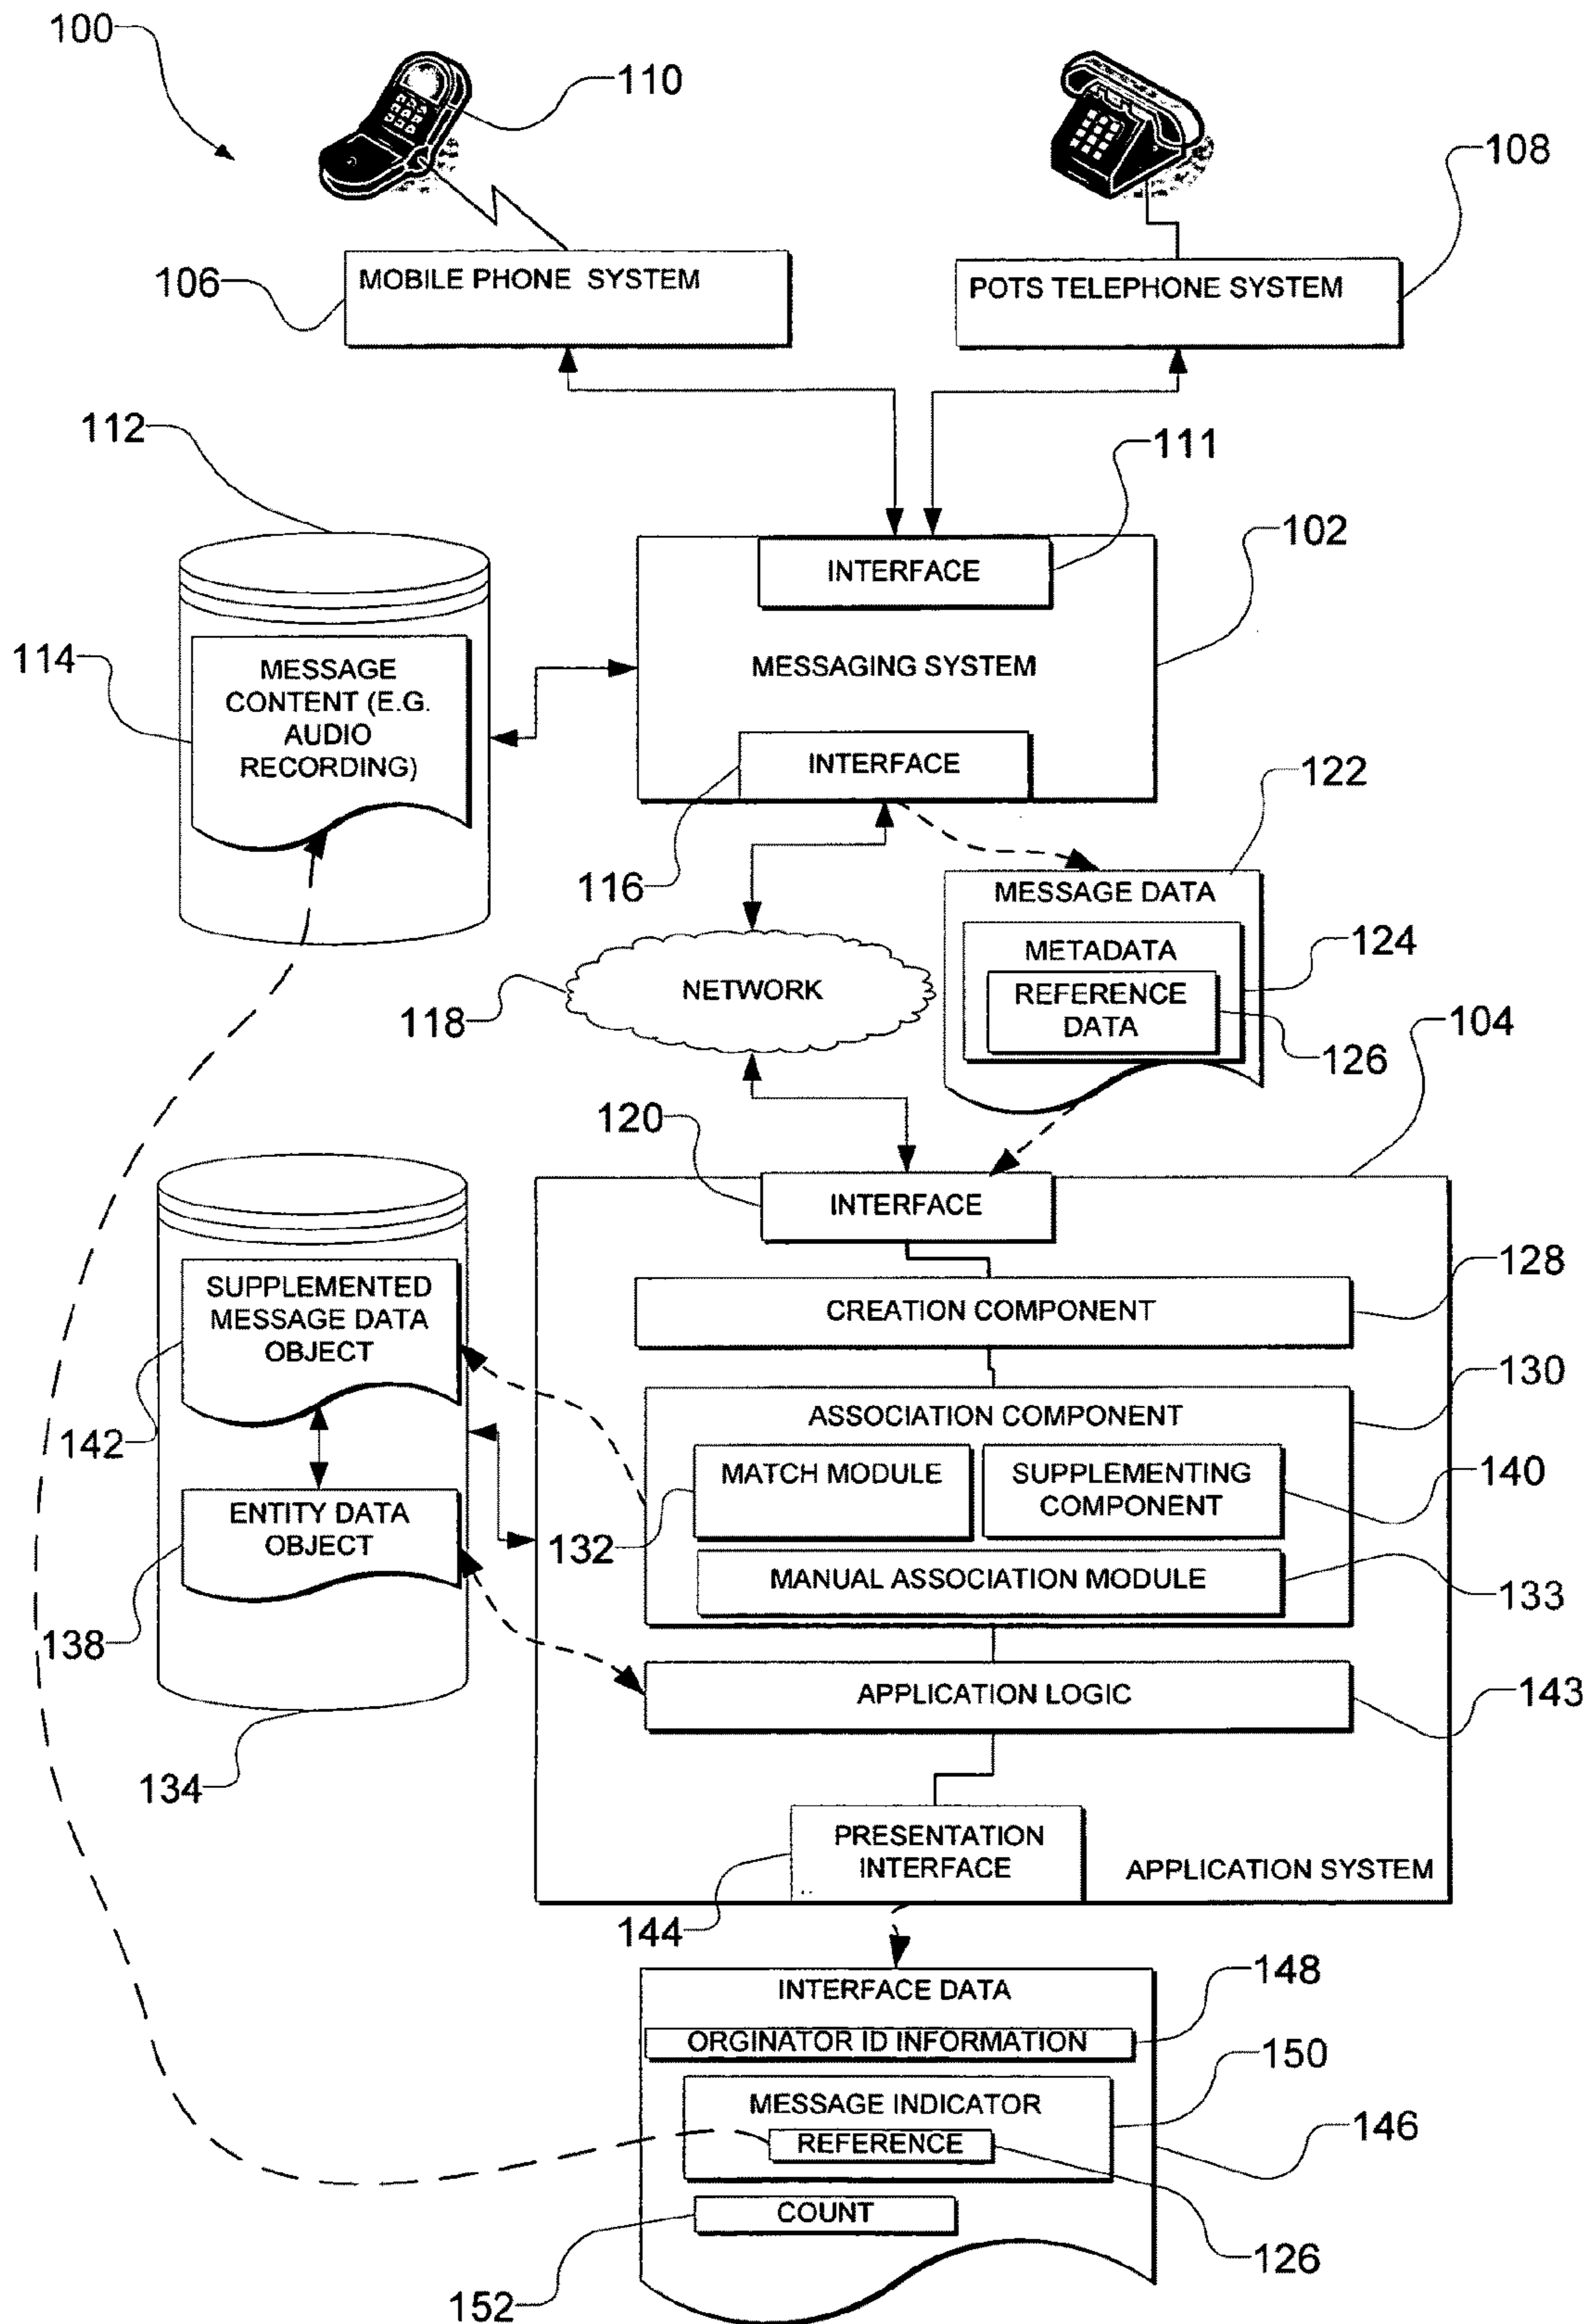 100
110
108
106
MOBILE PHONE SYSTEM
POTS TELEPHONE SYSTEM
112
111
102
INTERFACE
114
MESSAGE
CONTENT (E.G.
AUDIO
RECORDING)
MESSAGING SYSTEM
INTERFACE
122
116
MESSAGE DATA
METADATA
124
REFERENCE
DATA
NETWORK
118
104
126
120
INTERFACE
128
SUPPLEMENTED
MESSAGE DATA
OBJECT
CREATION COMPONENT
130
142
ASSOCIATION COMPONENT
MATCH MODULE
SUPPLEMENTING
COMPONENT
140
ENTITY DATA
OBJECT
132
MANUAL ASSOCIATION MODULE
133
138
APPLICATION LOGIC
143
134
PRESENTATION
INTERFACE
APPLICATION SYSTEM
144
INTERFACE DATA
148
ORGINATOR ID INFORMATION
150
MESSAGE INDICATOR
146
REFERENCE
COUNT
126
152